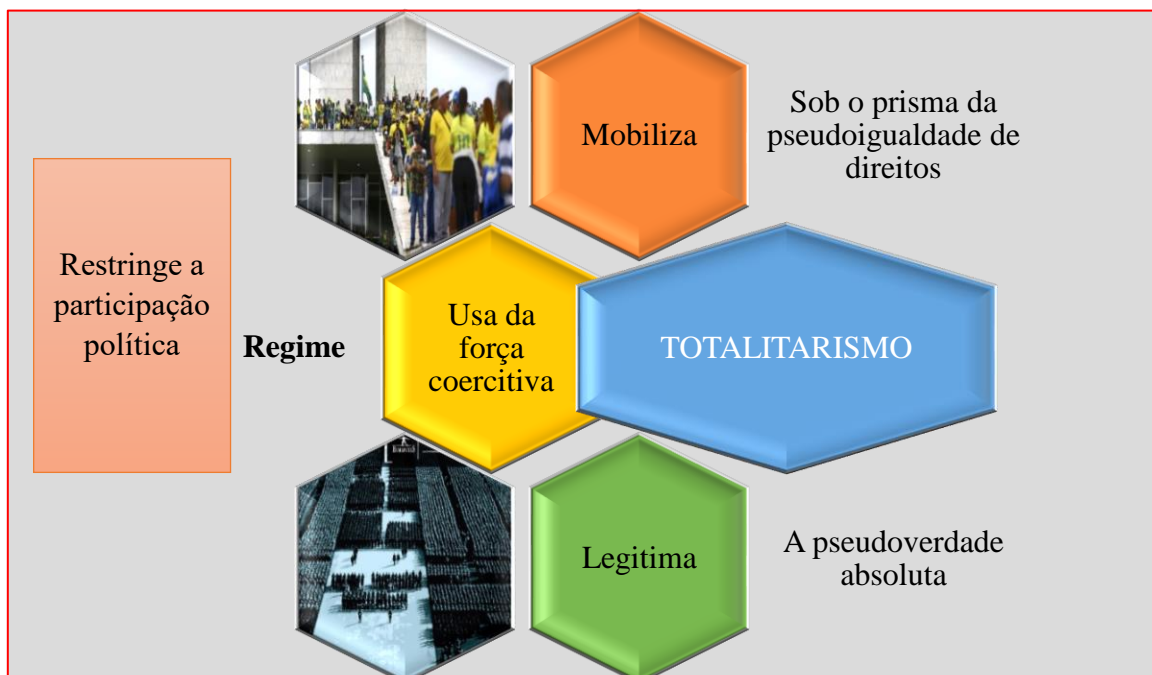 Mobiliza
Sob o prisma da
pseudoigualdade de
direitos
Restringe a
participação
política
Regime
Usa da
força
coercitiva
TOTALITARISMO
Legitima
A pseudoverdade
absoluta